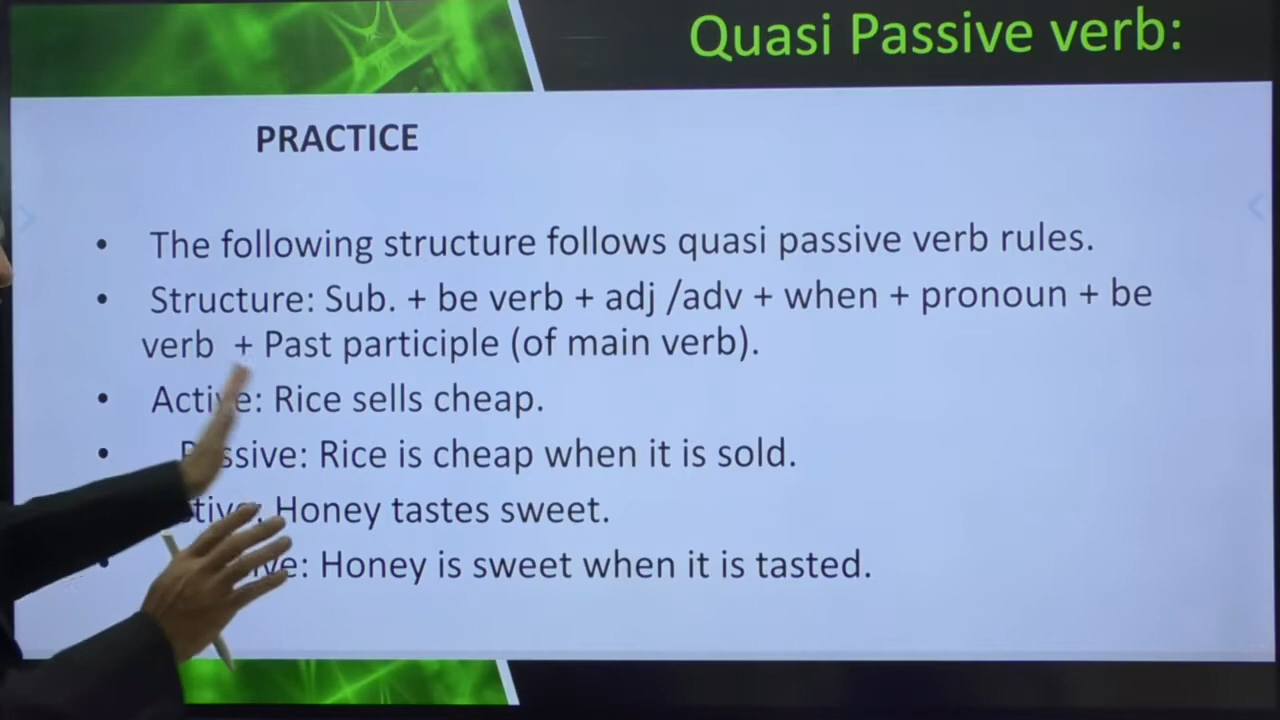 Quasi Passive verb:
PRACTICE
• The following structure follows quasi passive verb rules.
• Structure: Sub. + be verb + adj /adv + when + pronoun + be
verb + Past participle (of main verb).
• Active: Rice sells cheap.
• Passive: Rice is cheap when it is sold.
Honey tastes sweet.
Honey is sweet when it is tasted.